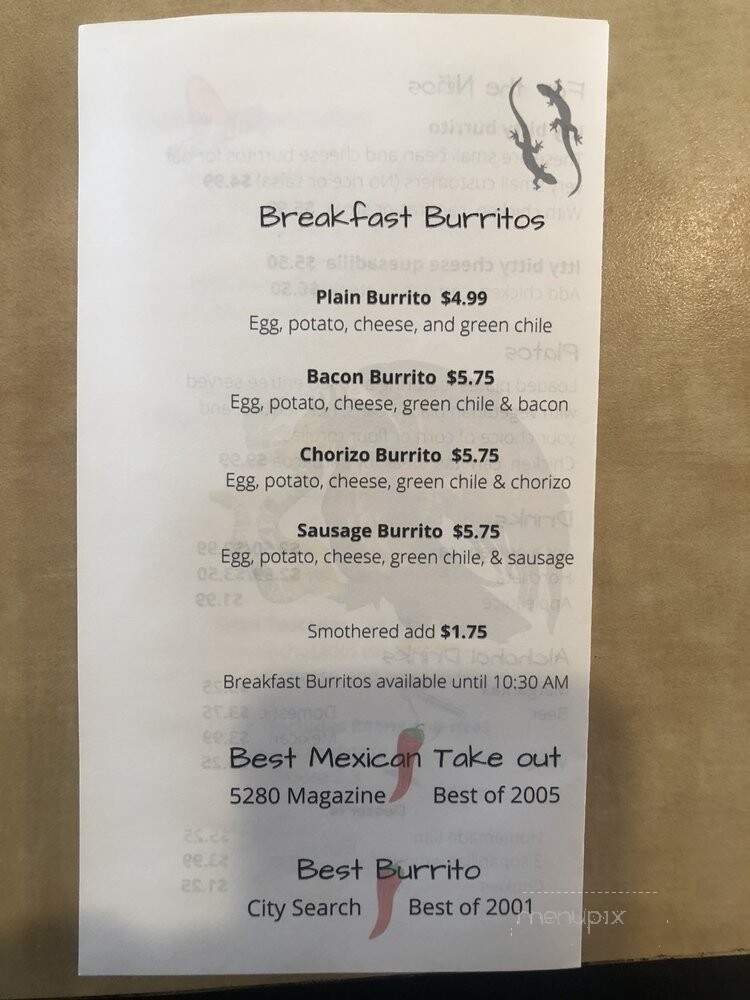 Breakfast Burritos
Plain Burrito $4.99
Egg, potato, cheese, and green chile
Bacon Burrito $5.75
Egg, potato, cheese, green chile & bacon
Chorizo Burrito $5.75
Egg, potato, cheese, green chile & chorizo
Sausage Burrito $5.75
Egg, potato, cheese, green chile, & sausage
Smothered add $1.75
Breakfast Burritos available until 10:30 AM
Best Mexican Take out
5280 Magazine Best of 2005
Best Burrito
City Search Best of 2001
menupix